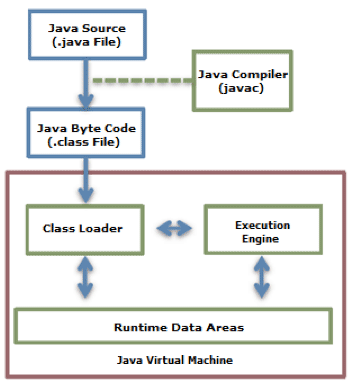 Java Source
(.java File)
Java Compiler
(javac)
Java Byte Code
(.class File)
Class Loader
Execution
Engine
Runtime Data Areas
Java Virtual Machine